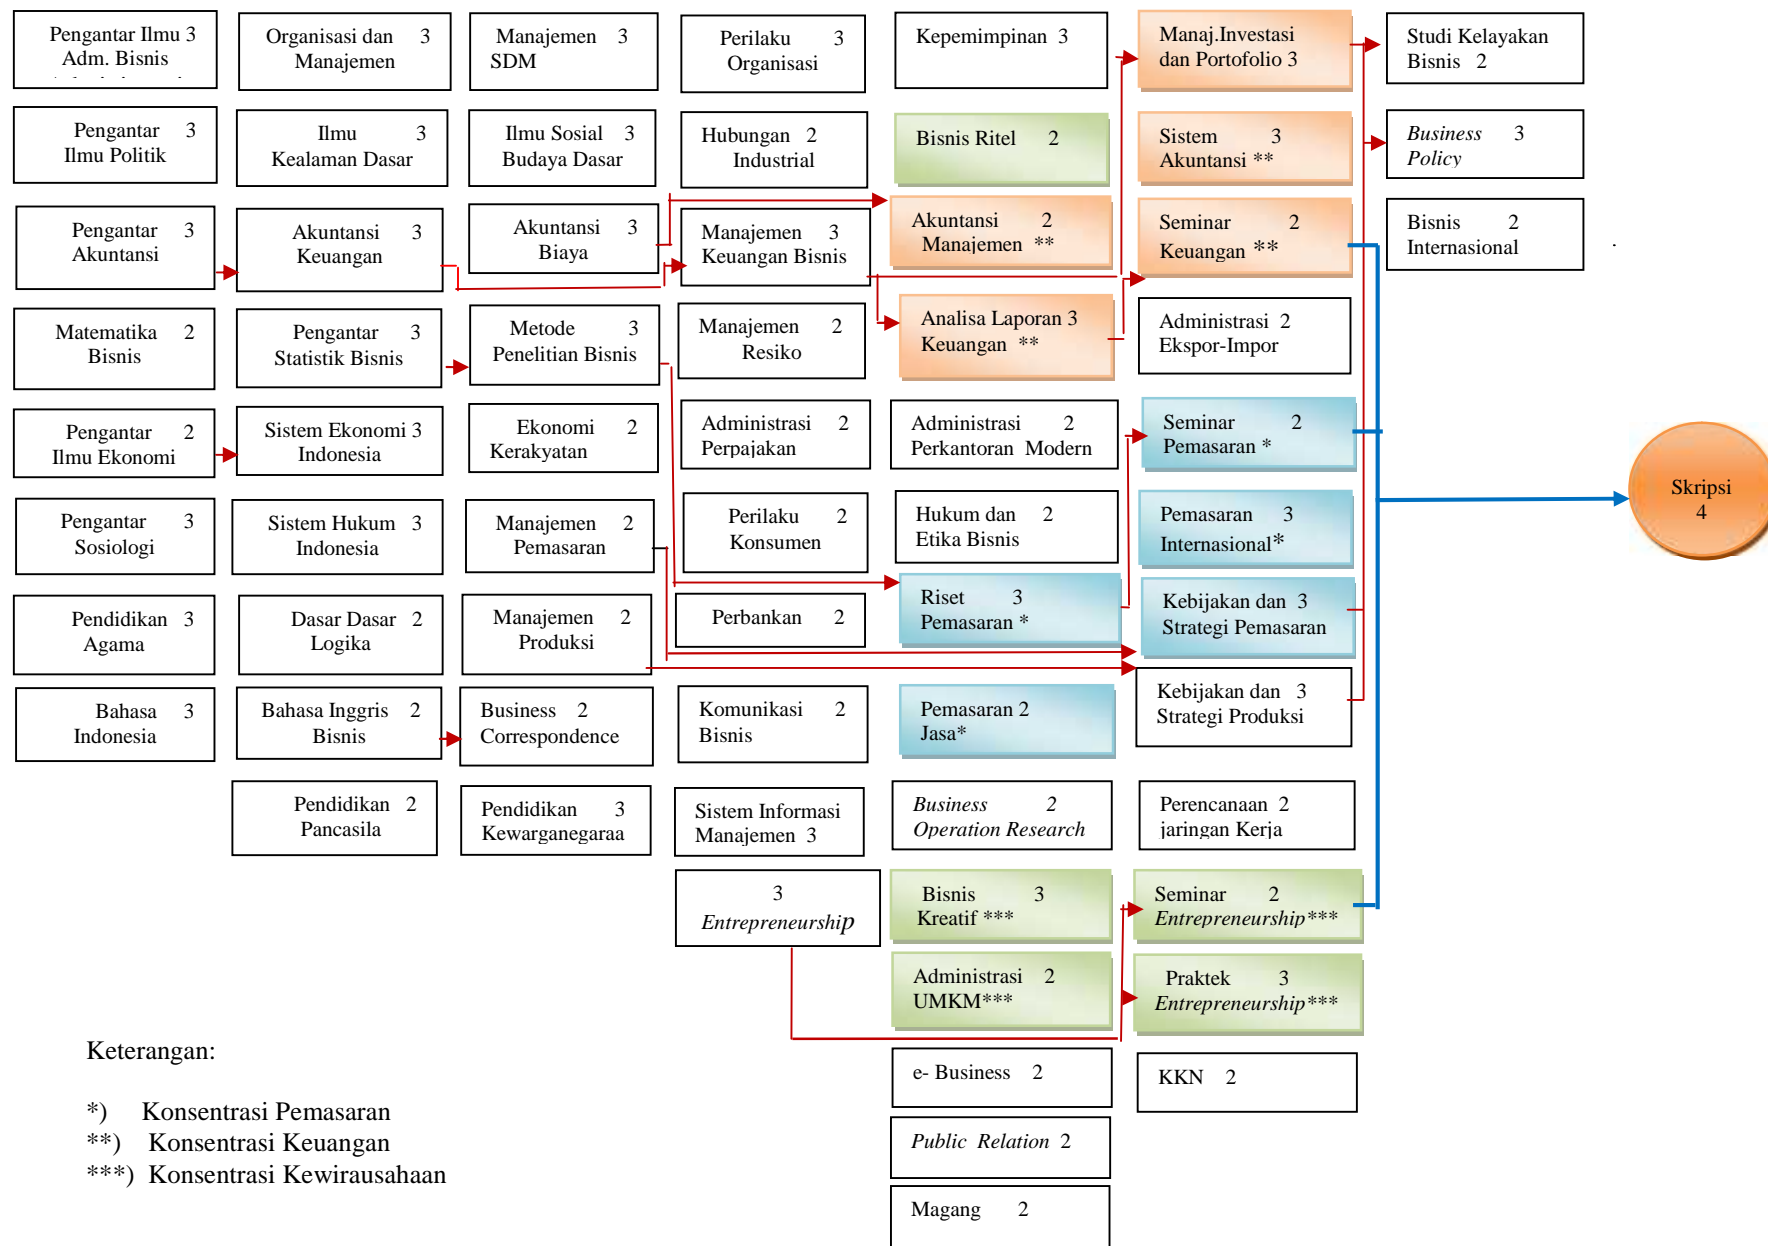 Pengantar Ilmu 3
Adm. Bisnis
Pengantar 3
Ilmu Politik
Pengantar 3
Akuntansi
Matematika 2
Bisnis
Pengantar 2
Ilmu Ekonomi
Pengantar 3
Sosiologi
Pendidikan 3
Agama
Bahasa 3
Indonesia
Organisasi dan 3
Manajemen
Ilmu 3
Kealaman Dasar
Akuntansi 3
Keuangan
Pengantar 3
Statistik Bisnis
Sistem Ekonomi 3
Indonesia
Sistem Hukum 3
Indonesia
Dasar Dasar 2
Logika
Bahasa Inggris 2
Bisnis
Pendidikan 2
Pancasila
Manajemen 3
SDM
Ilmu Sosial 3
Budaya Dasar
Akuntansi 3
Biaya
Metode 3
Penelitian Bisnis
Ekonomi 2
Kerakyatan
Manajemen 2
Pemasaran
Manajemen 2
Produksi
Business 2
Correspondence
Pendidikan 3
Kewarganegaraa
Perilaku 3
Organisasi
Hubungan 2
Industrial
Manajemen 3
Keuangan Bisnis
Manajemen 2
Resiko
Administrasi 2
Perpajakan
Perilaku 2
Konsumen
Perbankan 2
Komunikasi 2
Bisnis
Sistem Informasi
Manajemen 3
3
Entrepreneurship
Kepemimpinan 3
Bisnis Ritel 2
Akuntansi 2
Manajemen **
Analisa Laporan 3
Keuangan **
Administrasi 2
Perkantoran Modern
Hukum dan 2
Etika Bisnis
Riset 3
Pemasaran *
Pemasaran 2
Jasa*
Business 2
Operation Research
Bisnis 3
Kreatif ***
Administrasi 2
UMKM***
e- Business 2
Public Relation 2
Magang 2
Manaj.Investasi
dan Portofolio 3
Sistem 3
Akuntansi **
Seminar 2
Keuangan **
Administrasi 2
Ekspor-Impor
Seminar 2
Pemasaran *
Pemasaran 3
Internasional*
Kebijakan dan 3
Strategi Pemasaran
Kebijakan dan 3
Strategi Produksi
Perencanaan 2
jaringan Kerja
Seminar 2
Entrepreneurship***
Praktek 3
Entrepreneurship***
KKN 2
Studi Kelayakan
Bisnis 2
Business 3
Policy
Bisnis 2
Internasional
.
Skripsi
4
Keterangan:
*) Konsentrasi Pemasaran
**) Konsentrasi Keuangan
***) Konsentrasi Kewirausahaan